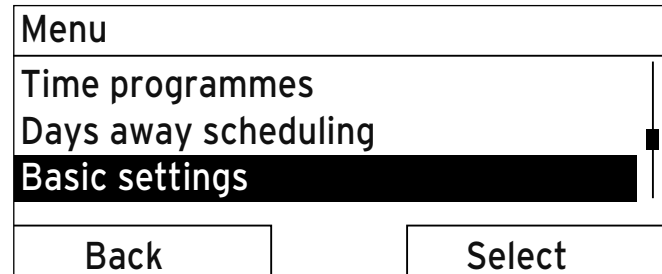 Menu
Time programmes
Days away scheduling
Basic settings
Back Select